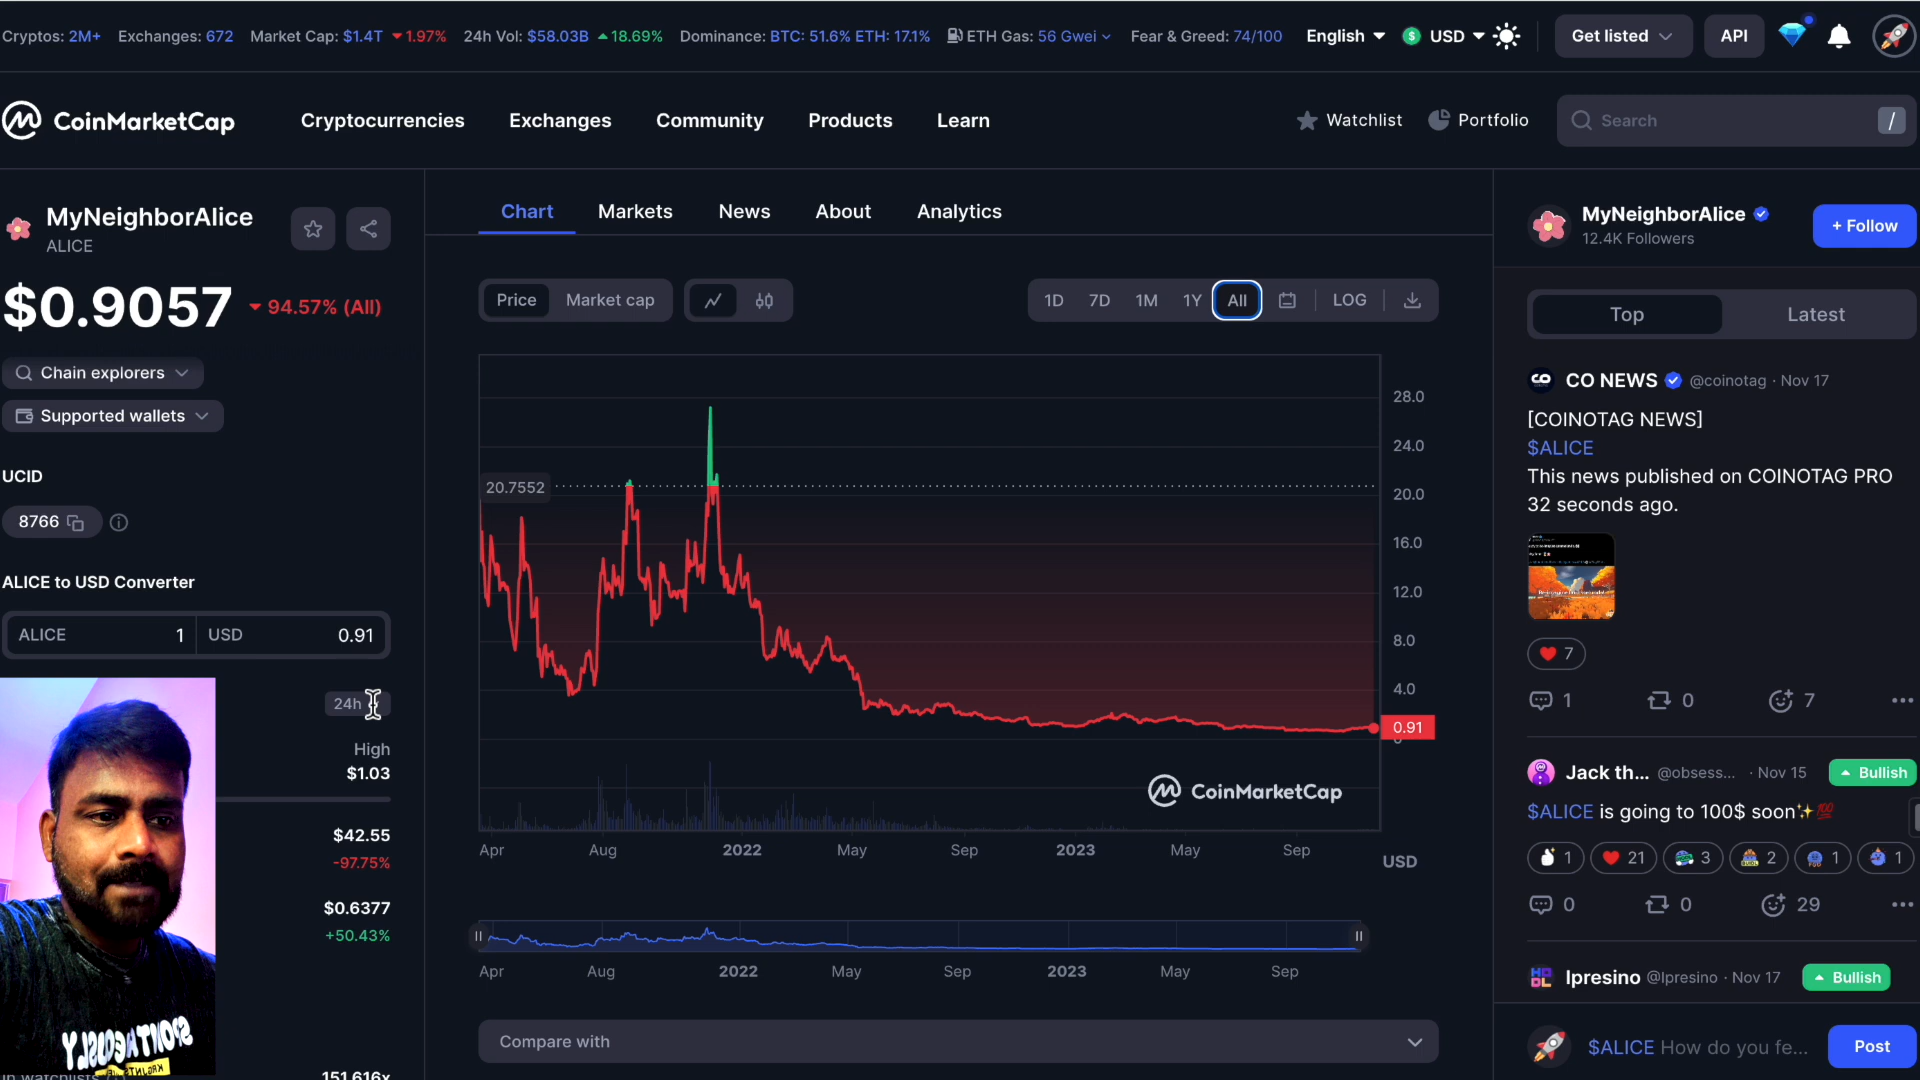 Cryptos: 2M+ Exchanges: 672 Market Cap: $1.4T 1.97% 24h Vol: $58.03B 18.69% Dominance: BTC: 51.6% ETH: 17.1% ETH Gas: 56 Gwei Fear & Greed: 74/100 English USD Get listed API
CoinMarketCap Cryptocurrencies Exchanges Community Products Learn Watchlist Portfolio Search /
MyNeighborAlice
ALICE
$0.9057 94.57% (All)
Chain explorers
Supported wallets
UCID
8766
ALICE to USD Converter
ALICE 1 USD 0.91
24h
High
$1.03
$42.55
-97.75%
$0.6377
+50.43%
151,616x
Chart Markets News About Analytics
Price Market cap 1D 7D 1M 1Y All LOG
28.0
24.0
20.7552
20.0
16.0
12.0
8.0
4.0
0.91
0
CoinMarketCap
Apr Aug 2022 May Sep 2023 May Sep
USD
Apr Aug 2022 May Sep 2023 May Sep
Compare with
MyNeighborAlice
12.4K Followers
+ Follow
Top Latest
CO NEWS @coinotag · Nov 17
[COINOTAG NEWS]
$ALICE
This news published on COINOTAG PRO
32 seconds ago.
7
1 0 7
Jack th... @obsess... · Nov 15 Bullish
$ALICE is going to 100$ soon✨💯
1 21 3 2 1 1
0 0 29
HODL Ipresino @Ipresino · Nov 17 Bullish
$ALICE How do you fe... Post